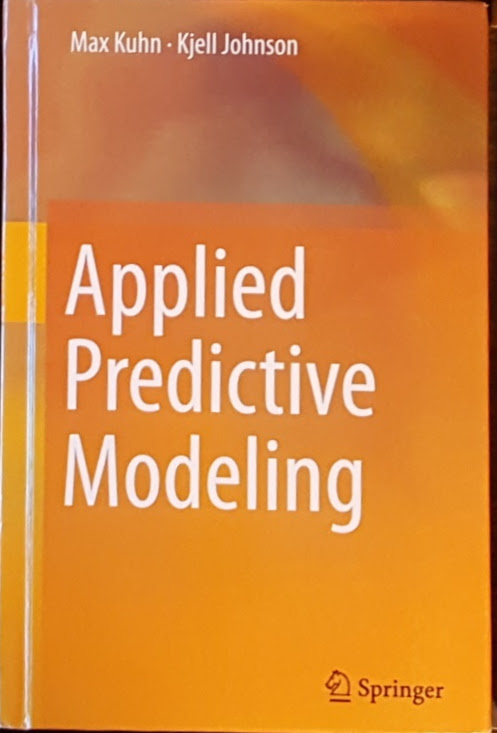 Max Kuhn · Kjell Johnson
Applied
Predictive
Modeling
Springer